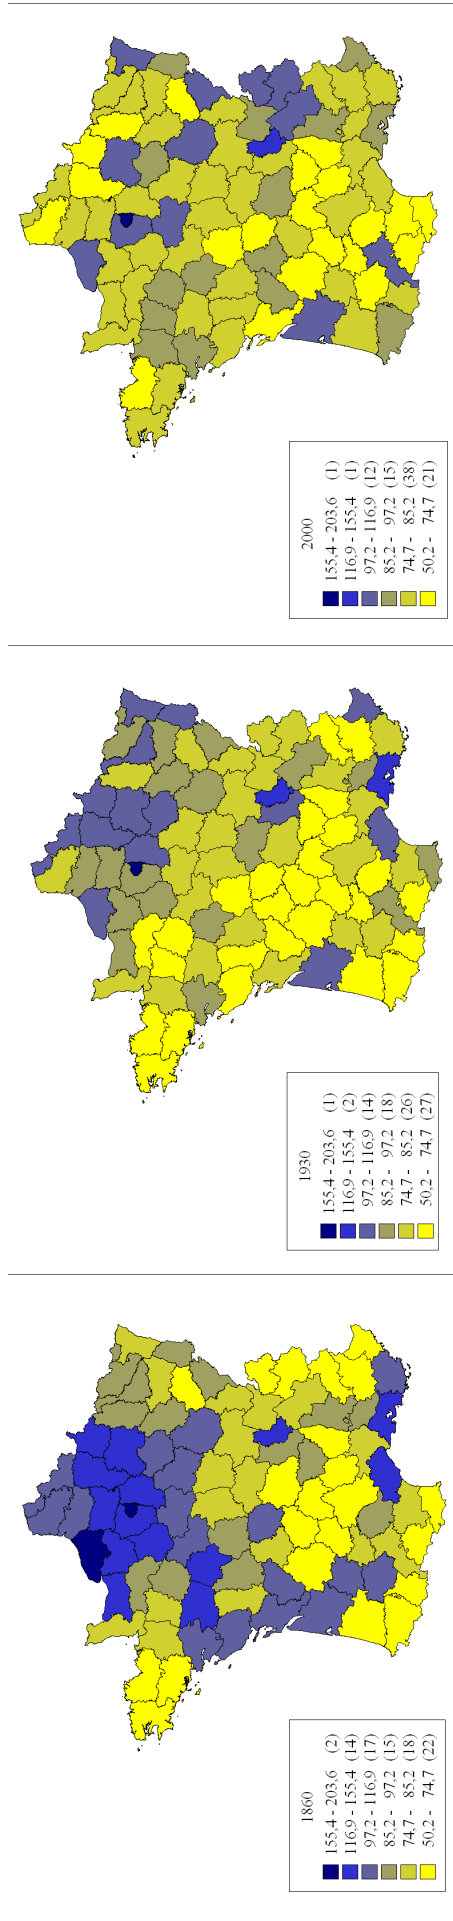 1860
155,4 - 203,6 (2)
116,9 - 155,4 (14)
97,2 - 116,9 (17)
85,2 - 97,2 (15)
74,7 - 85,2 (18)
50,2 - 74,7 (22)
1930
155,4 - 203,6 (1)
116,9 - 155,4 (2)
97,2 - 116,9 (14)
85,2 - 97,2 (18)
74,7 - 85,2 (26)
50,2 - 74,7 (27)
2000
155,4 - 203,6 (1)
116,9 - 155,4 (1)
97,2 - 116,9 (12)
85,2 - 97,2 (15)
74,7 - 85,2 (38)
50,2 - 74,7 (21)